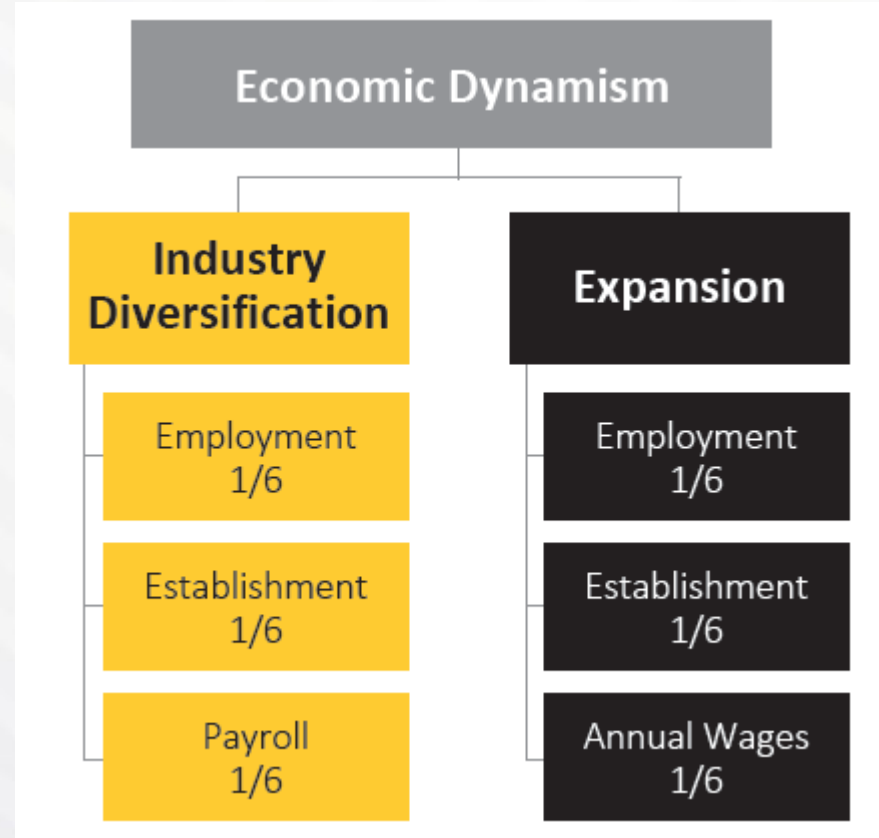 Economic Dynamism
Industry
Diversification
Employment
1/6
Establishment
1/6
Payroll
1/6
Expansion
Employment
1/6
Establishment
1/6
Annual Wages
1/6